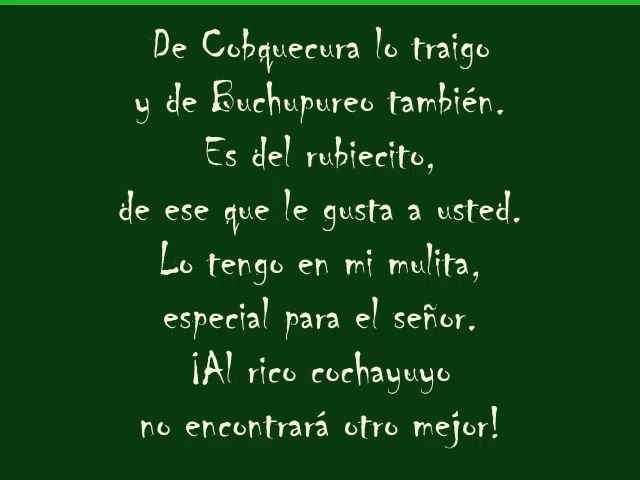 De Cobquecura lo traigo
y de Buchupureo también.
Es del rubiecito,
de ese que le gusta a usted.
Lo tengo en mi mulita,
especial para el señor.
¡Al rico cochayuyo
no encontrará otro mejor!